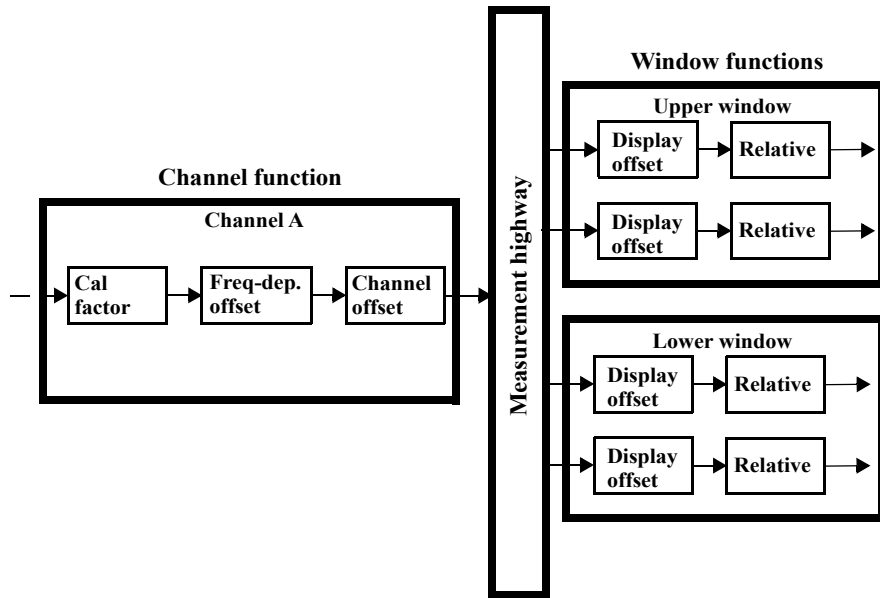 Channel function
Channel A
Cal
factor
Freq-dep.
offset
Channel
offset
Measurement highway
Window functions
Upper window
Display
offset
Relative
Display
offset
Relative
Lower window
Display
offset
Relative
Display
offset
Relative